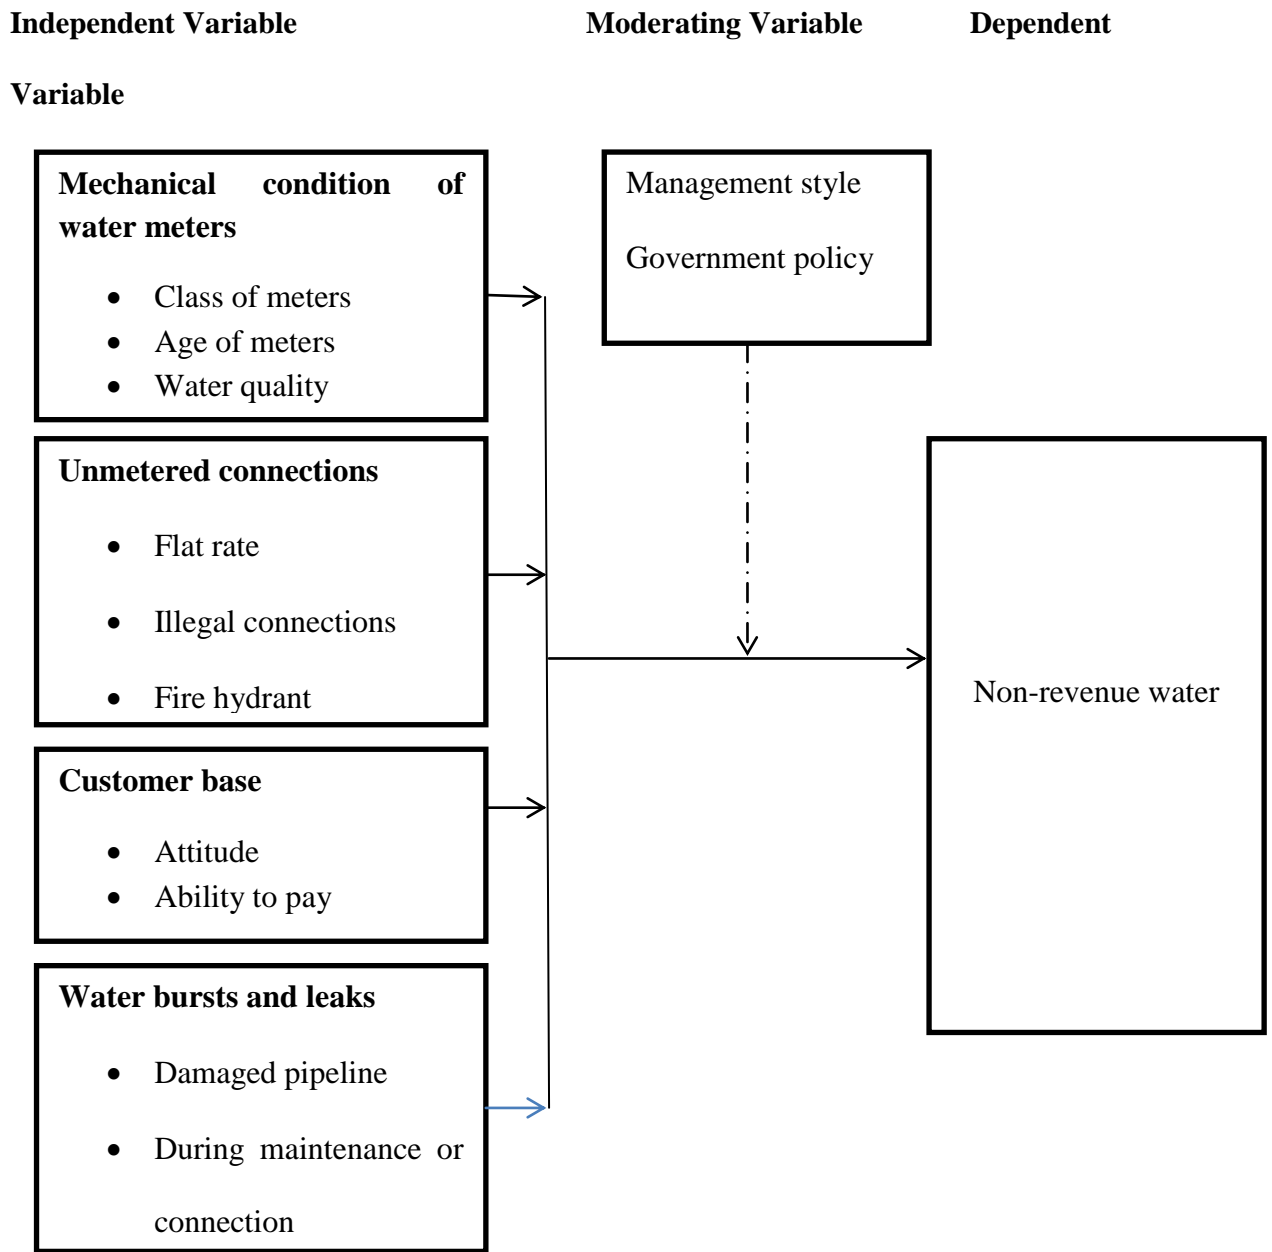 Independent Variable Moderating Variable Dependent
Variable
Mechanical condition of
water meters
• Class of meters
• Age of meters
• Water quality
Management style
Government policy
Unmetered connections
• Flat rate
• Illegal connections
• Fire hydrant
Customer base
• Attitude
• Ability to pay
Water bursts and leaks
• Damaged pipeline
• During maintenance or
connection
Non-revenue water